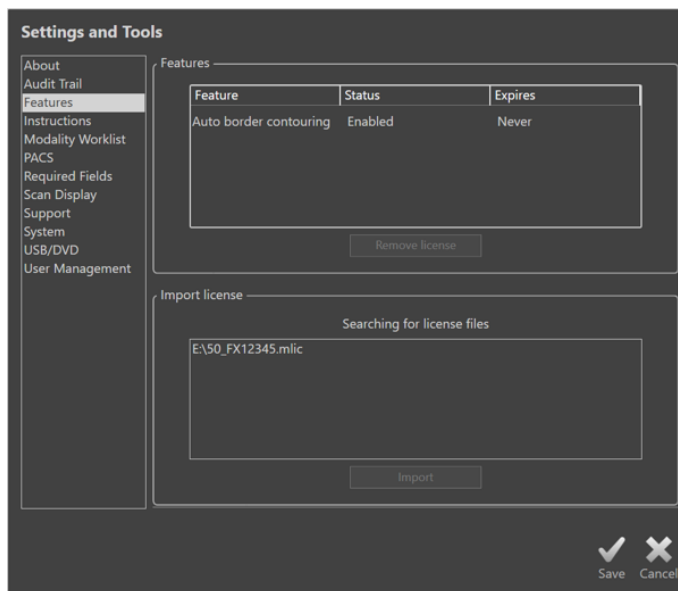 Settings and Tools
About
Audit Trail
Features
Instructions
Modality Worklist
PACS
Required Fields
Scan Display
Support
System
USB/DVD
User Management
Features
Feature Status Expires
Auto border contouring Enabled Never
Remove license
Import license
Searching for license files
E:\50_FX12345.mlic
Import
Save Cancel